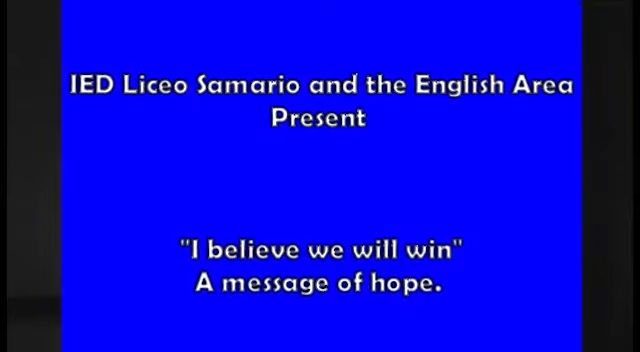 IED Liceo Samario and the English Area
Present
"I believe we will win"
A message of hope.